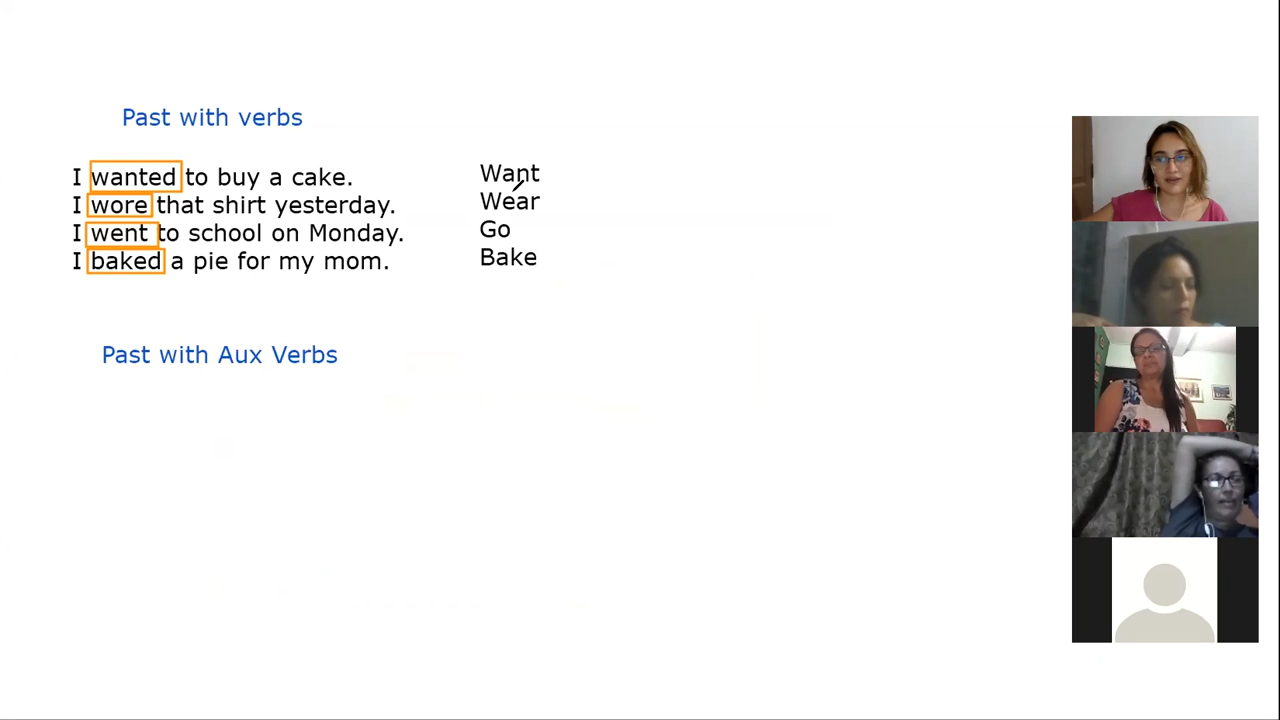 Past with verbs
I wanted to buy a cake.
I wore that shirt yesterday.
I went to school on Monday.
I baked a pie for my mom.
Want
Wear
Go
Bake
Past with Aux Verbs